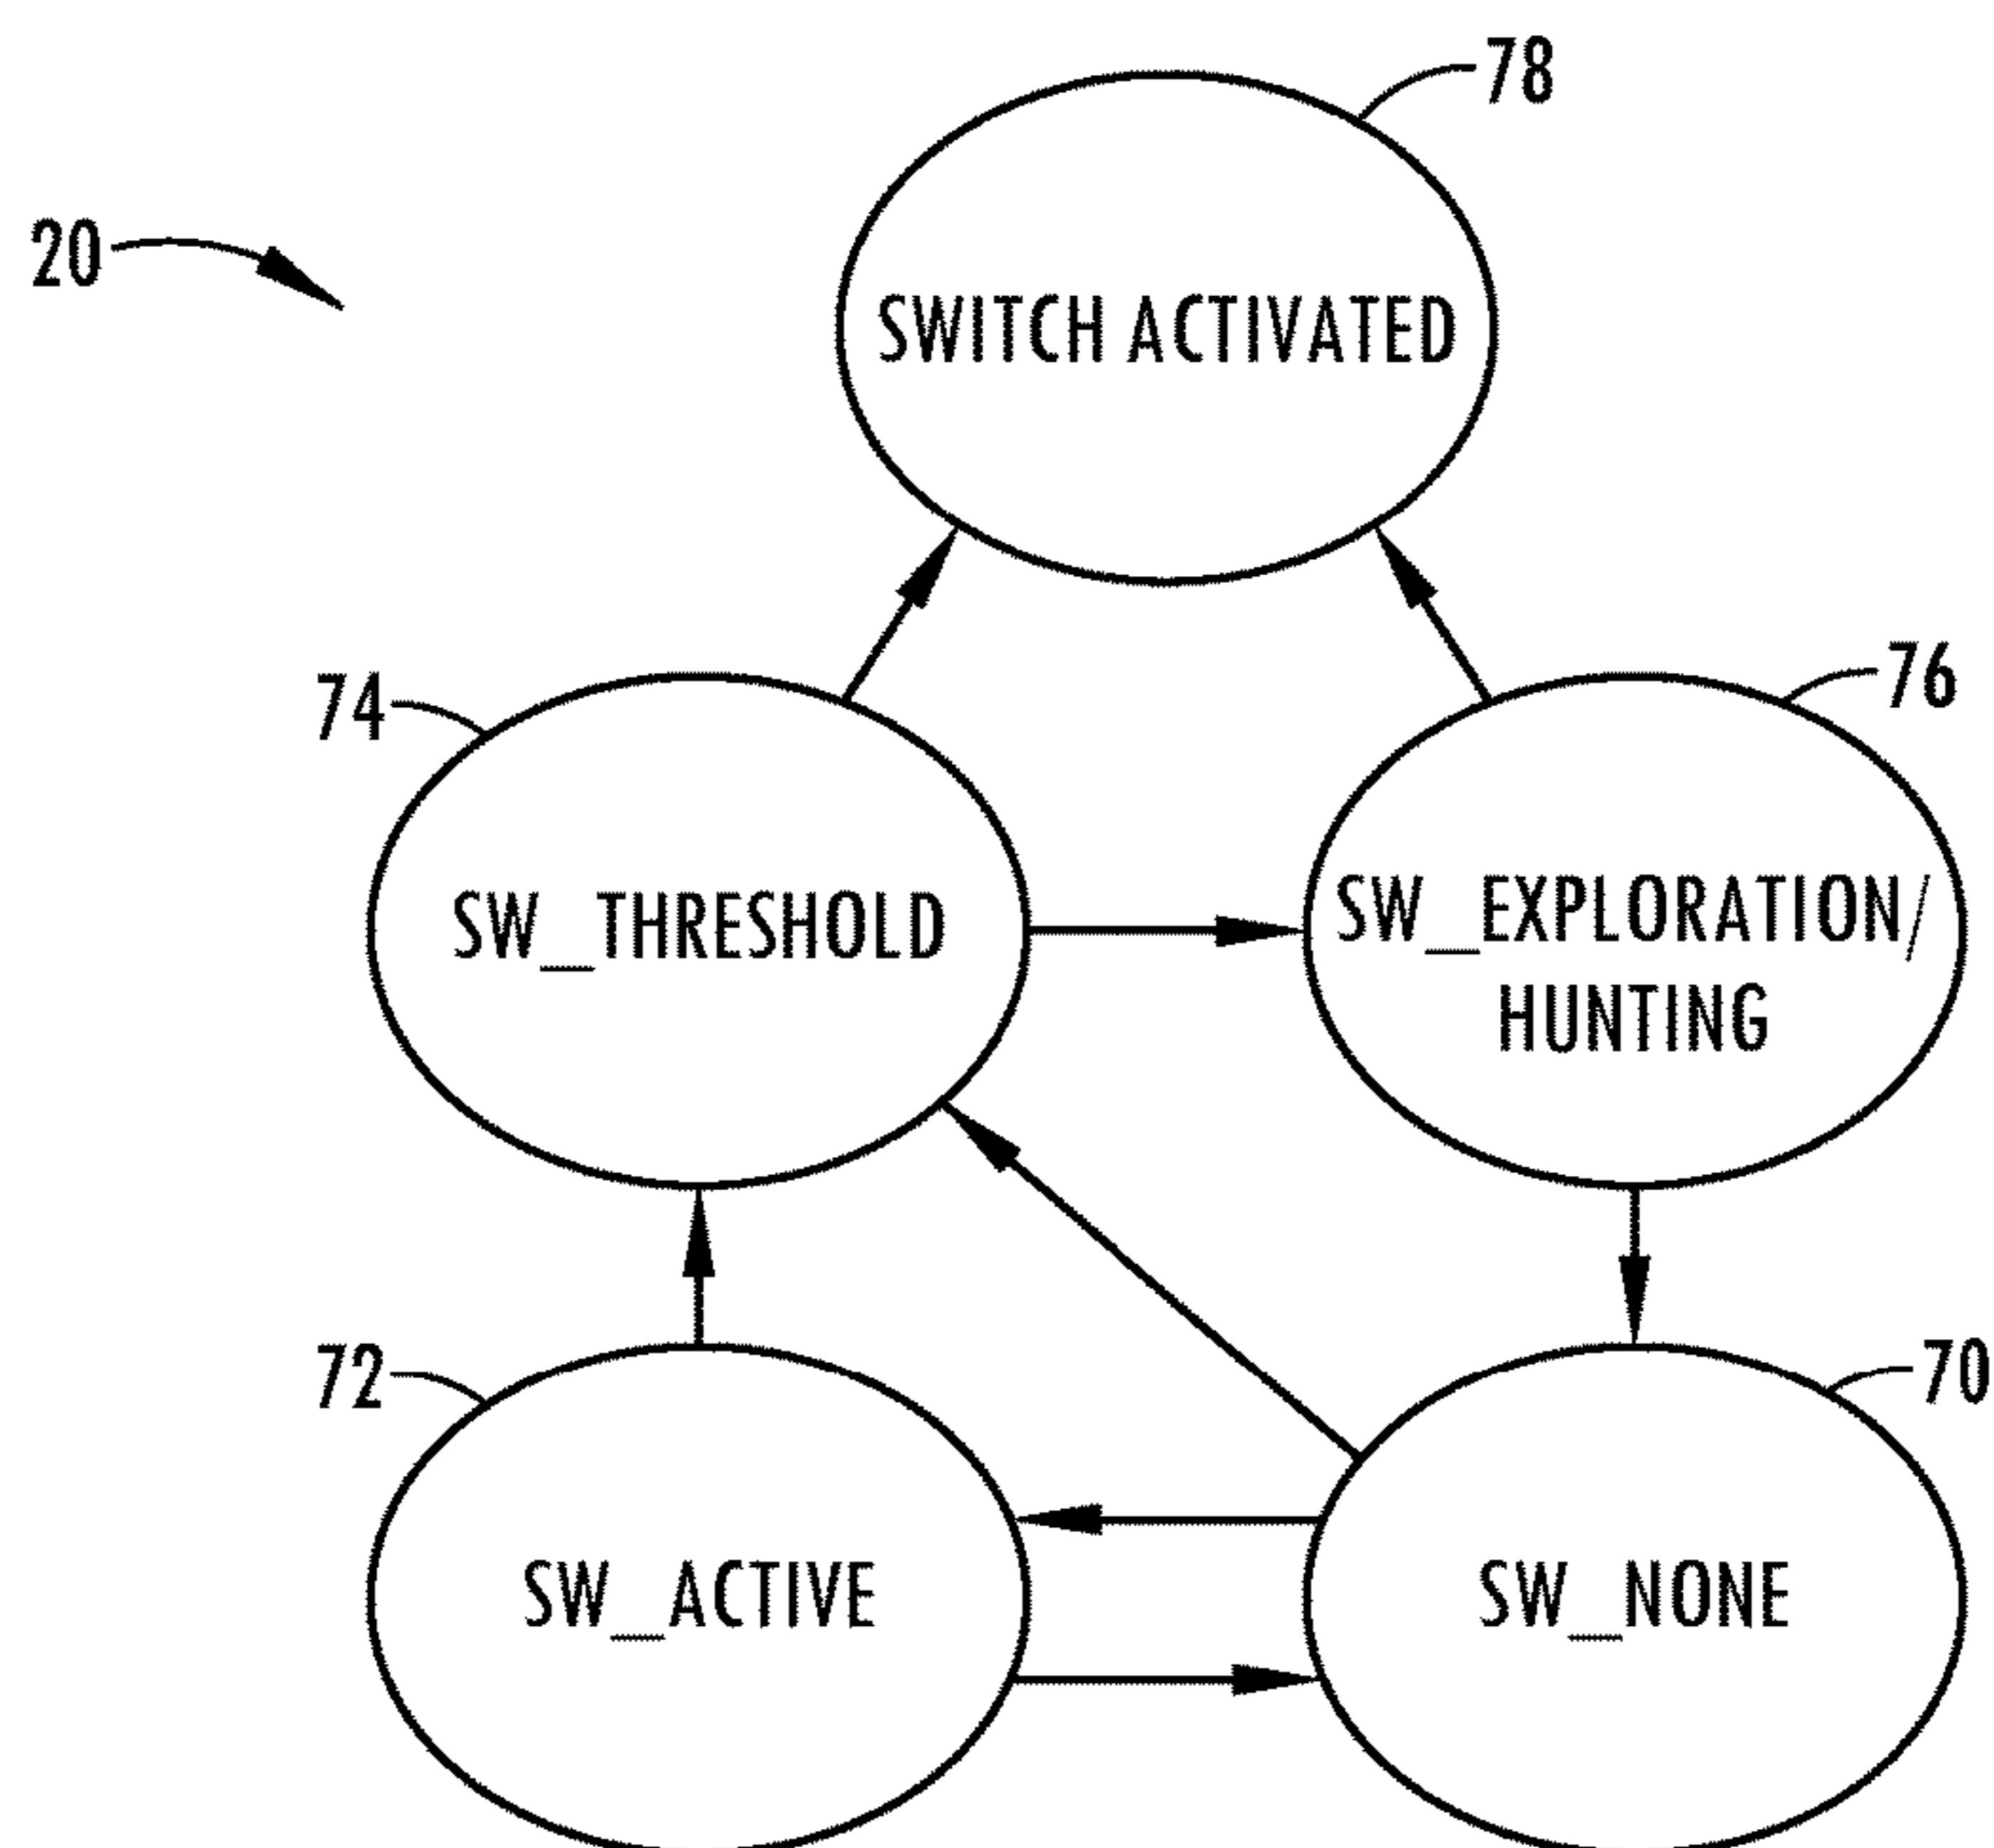 78
20
SWITCH ACTIVATED
74
76
SW_THRESHOLD
SW_EXPLORATION/
HUNTING
72
70
SW_ACTIVE
SW_NONE